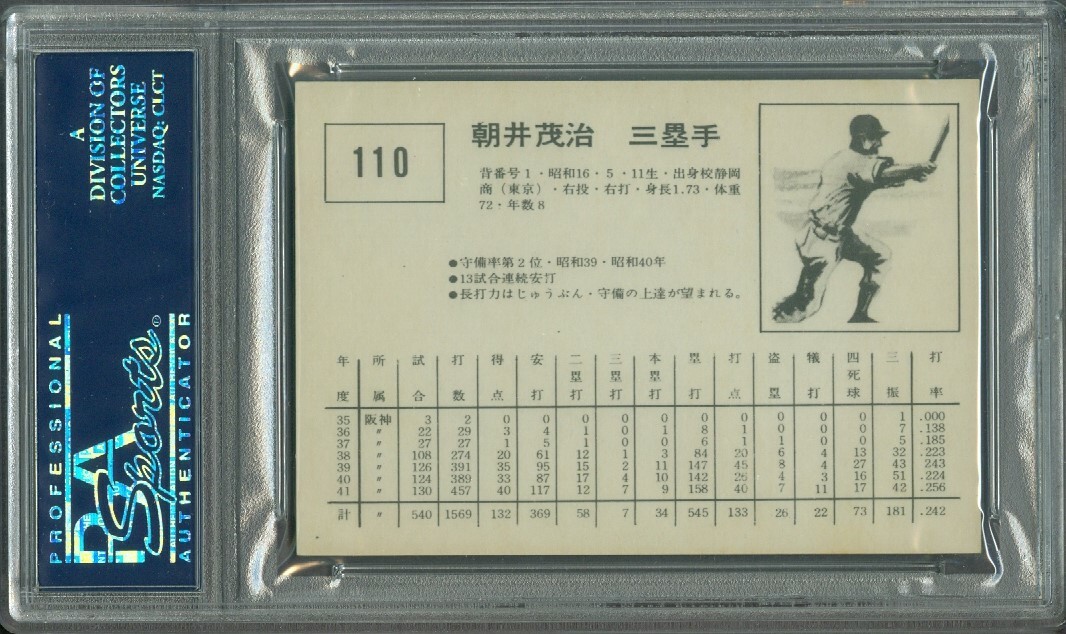 A
DIVISION OF
COLLECTORS
UNIVERSE
NASDAQ: CLCT
PROFESSIONAL
PSA
Sports
AUTHENTICATOR
110
朝井茂治 三塁手
背番号1・昭和16・5・11生・出身校静岡
商(東京)・右投・右打・身長1.73・体重
72・年数8
●守備率第2位・昭和39・昭和40年
●13試合連続安打
●長打力はじゅうぶん・守備の上達が望まれる。
年度 所属 試合 打数 得点 安打 二塁打 三塁打 本塁打 塁打 打点 盗塁 犠打 四死球 三振 打率
35 阪神 3 2 0 0 0 0 0 0 0 0 0 0 1 .000
36 〃 22 29 3 4 1 0 1 8 1 0 0 0 7 .138
37 〃 27 27 1 5 1 0 0 6 1 1 0 0 5 .185
38 〃 108 274 20 61 12 1 3 84 20 6 4 13 32 .223
39 〃 126 391 35 95 15 2 11 147 45 8 4 27 43 .243
40 〃 124 389 33 87 17 4 10 142 26 4 3 16 51 .224
41 〃 130 457 40 117 12 7 9 158 40 7 11 17 42 .256
計 〃 540 1569 132 369 58 7 34 545 133 26 22 73 181 .242